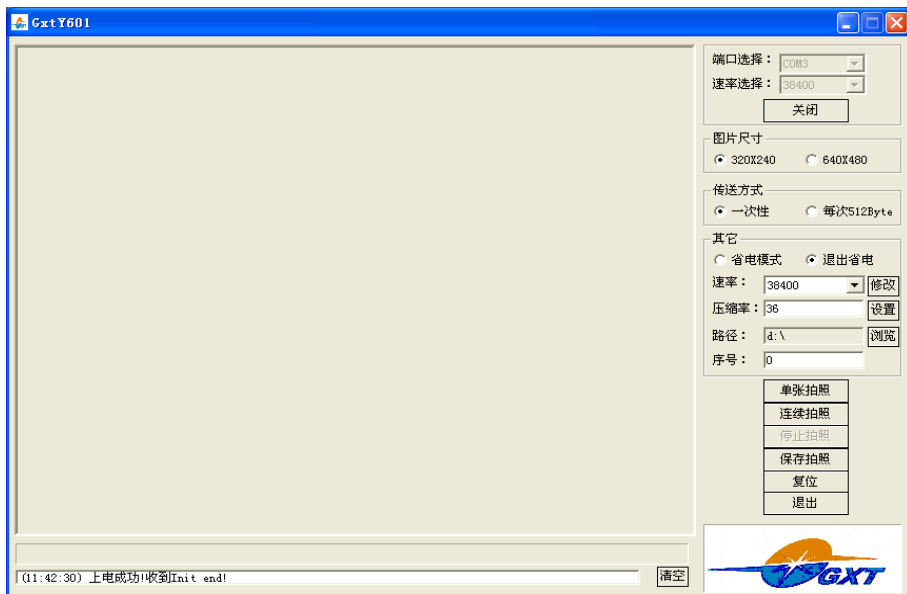 GxtY601
端口选择： COM3
速率选择： 38400
关闭
图片尺寸
320X240 640X480
传送方式
一次性 每次512Byte
其它
省电模式 退出省电
速率： 38400 修改
压缩率：36 设置
路径： d:\ 浏览
序号： 0
单张拍照
连续拍照
停止拍照
保存拍照
复位
退出
(11:42:30) 上电成功!收到Init end! 清空
GXT